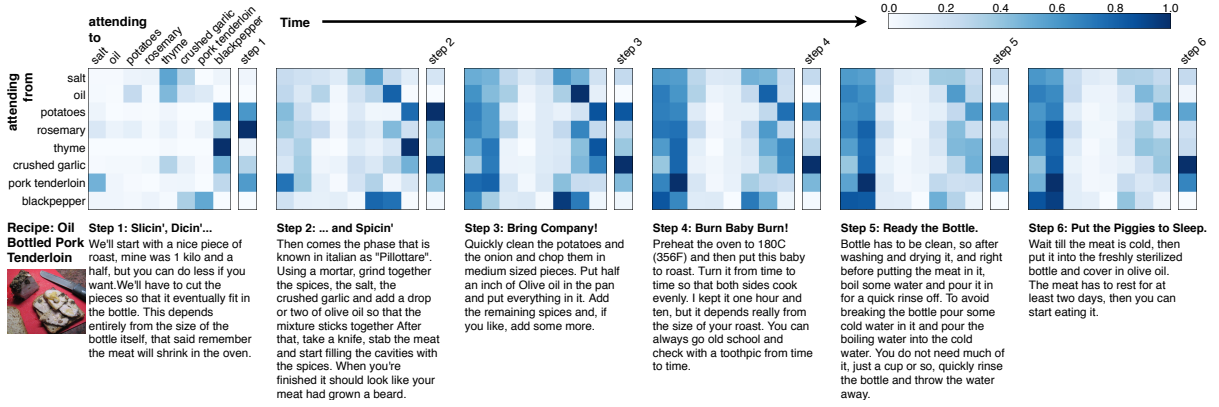 attending
to
Time
0.0 0.2 0.4 0.6 0.8 1.0
salt
oil
potatoes
rosemary
thyme
crushed garlic
pork tenderloin
blackpepper
step 1
step 2
step 3
step 4
step 5
step 6
attending
from
salt
oil
potatoes
rosemary
thyme
crushed garlic
pork tenderloin
blackpepper
Recipe: Oil
Bottled Pork
Tenderloin
Step 1: Slicin', Dicin'...
We'll start with a nice piece of
roast, mine was 1 kilo and a
half, but you can do less if you
want.We'll have to cut the
pieces so that it eventually fit in
the bottle. This depends
entirely from the size of the
bottle itself, that said remember
the meat will shrink in the oven.
Step 2: ... and Spicin'
Then comes the phase that is
known in italian as "Pillottare".
Using a mortar, grind together
the spices, the salt, the
crushed garlic and add a drop
or two of olive oil so that the
mixture sticks together After
that, take a knife, stab the meat
and start filling the cavities with
the spices. When you're
finished it should look like your
meat had grown a beard.
Step 3: Bring Company!
Quickly clean the potatoes and
the onion and chop them in
medium sized pieces. Put half
an inch of Olive oil in the pan
and put everything in it. Add
the remaining spices and, if
you like, add some more.
Step 4: Burn Baby Burn!
Preheat the oven to 180C
(356F) and then put this baby
to roast. Turn it from time to
time so that both sides cook
evenly. I kept it one hour and
ten, but it depends really from
the size of your roast. You can
always go old school and
check with a toothpic from time
to time.
Step 5: Ready the Bottle.
Bottle has to be clean, so after
washing and drying it, and right
before putting the meat in it,
boil some water and pour it in
for a quick rinse off. To avoid
breaking the bottle pour some
cold water in it and pour the
boiling water into the cold
water. You do not need much of
it, just a cup or so, quickly rinse
the bottle and throw the water
away.
Step 6: Put the Piggies to Sleep.
Wait till the meat is cold, then
put it into the freshly sterilized
bottle and cover in olive oil.
The meat has to rest for at
least two days, then you can
start eating it.